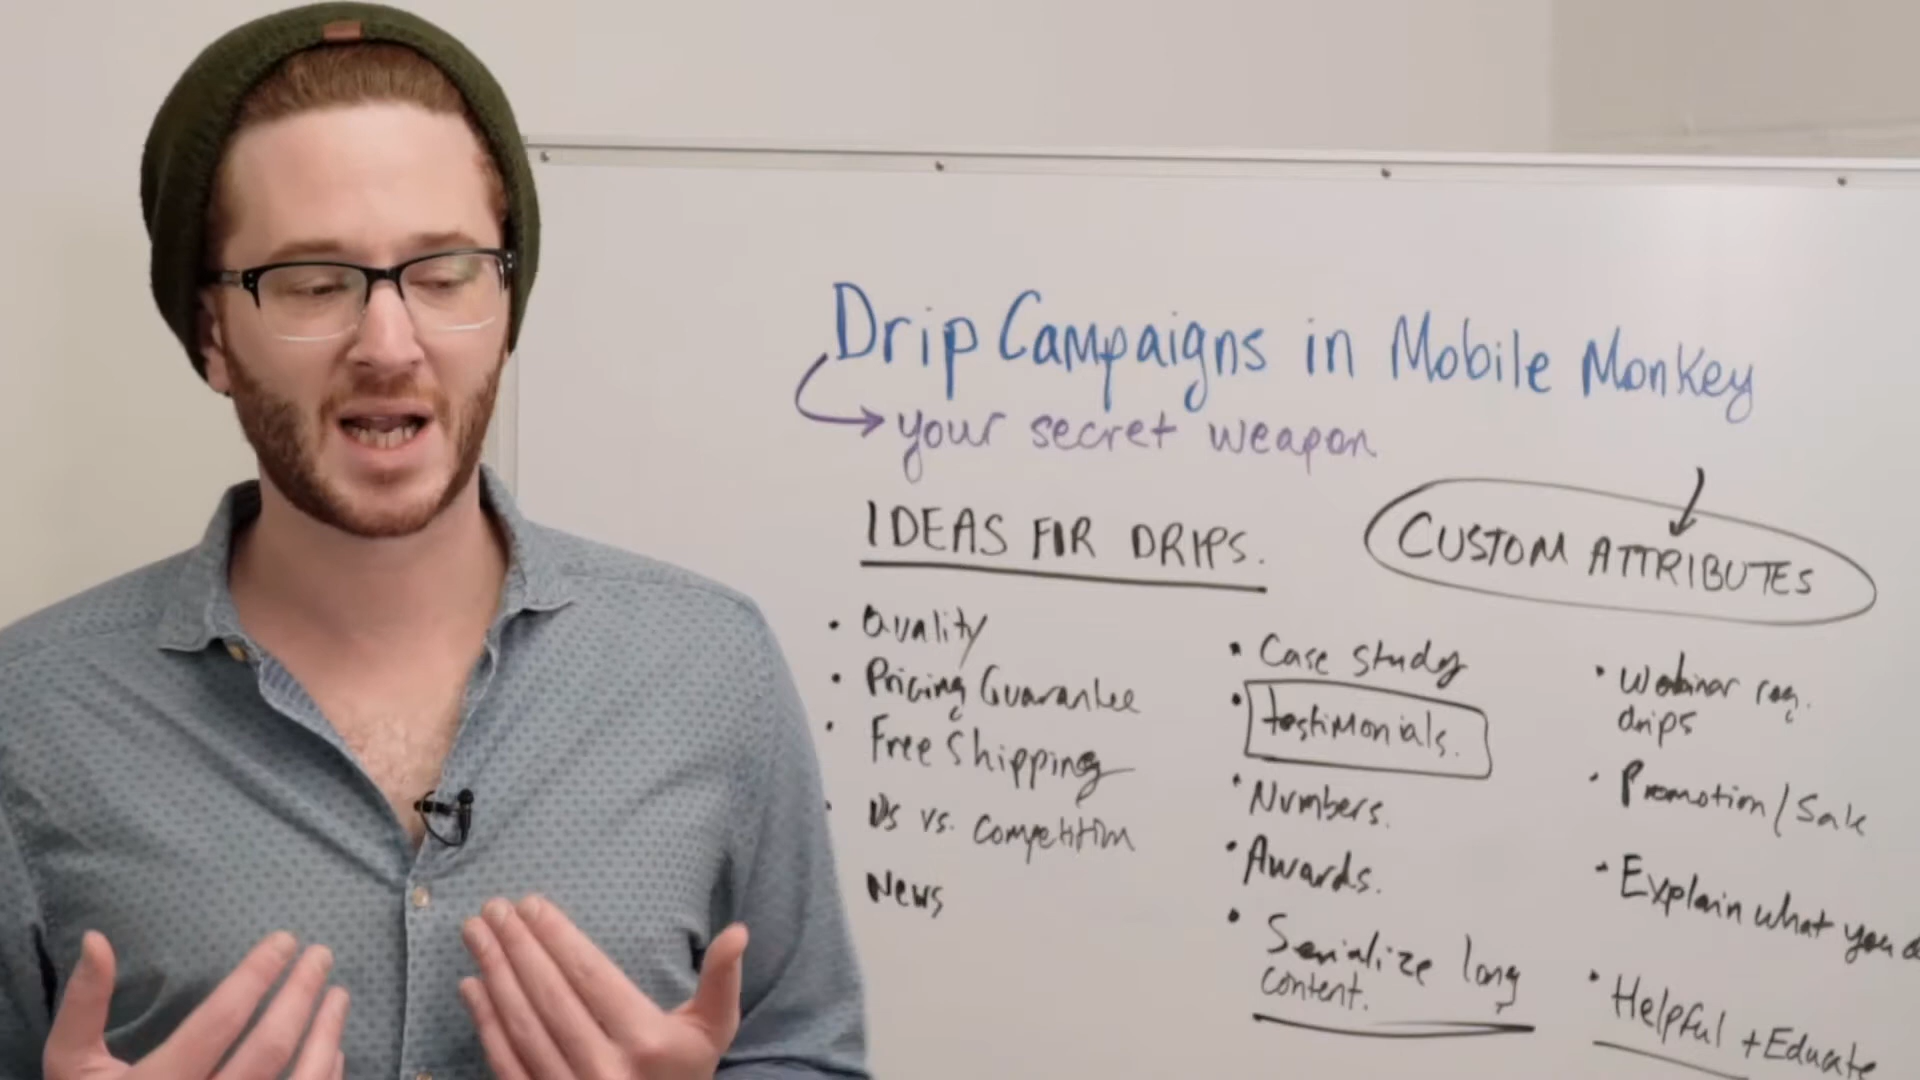 Drip Campaigns in Mobile Monkey
your secret weapon
IDEAS FOR DRIPS.
CUSTOM ATTRIBUTES
• Quality
• Pricing Guarantee
• Free Shipping
• Us vs. Competition
News
• Case study
• testimonials.
• Numbers.
• Awards.
• Serialize long
content.
• Webinar reg.
drips
• Promotion/Sale
• Explain what you
• Helpful + Educate